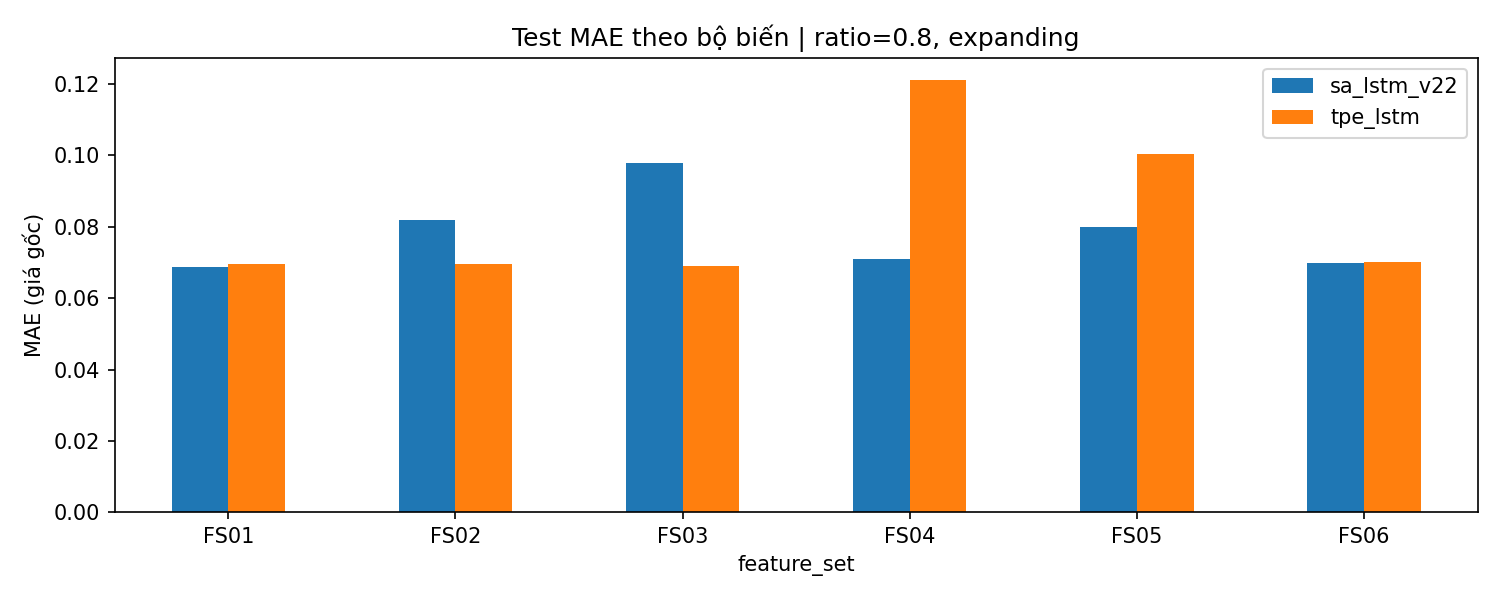 Test MAE theo bộ biến | ratio=0.8, expanding
sa_lstm_v22
tpe_lstm
MAE (giá gốc)
0.12
0.10
0.08
0.06
0.04
0.02
0.00
FS01 FS02 FS03 FS04 FS05 FS06
feature_set